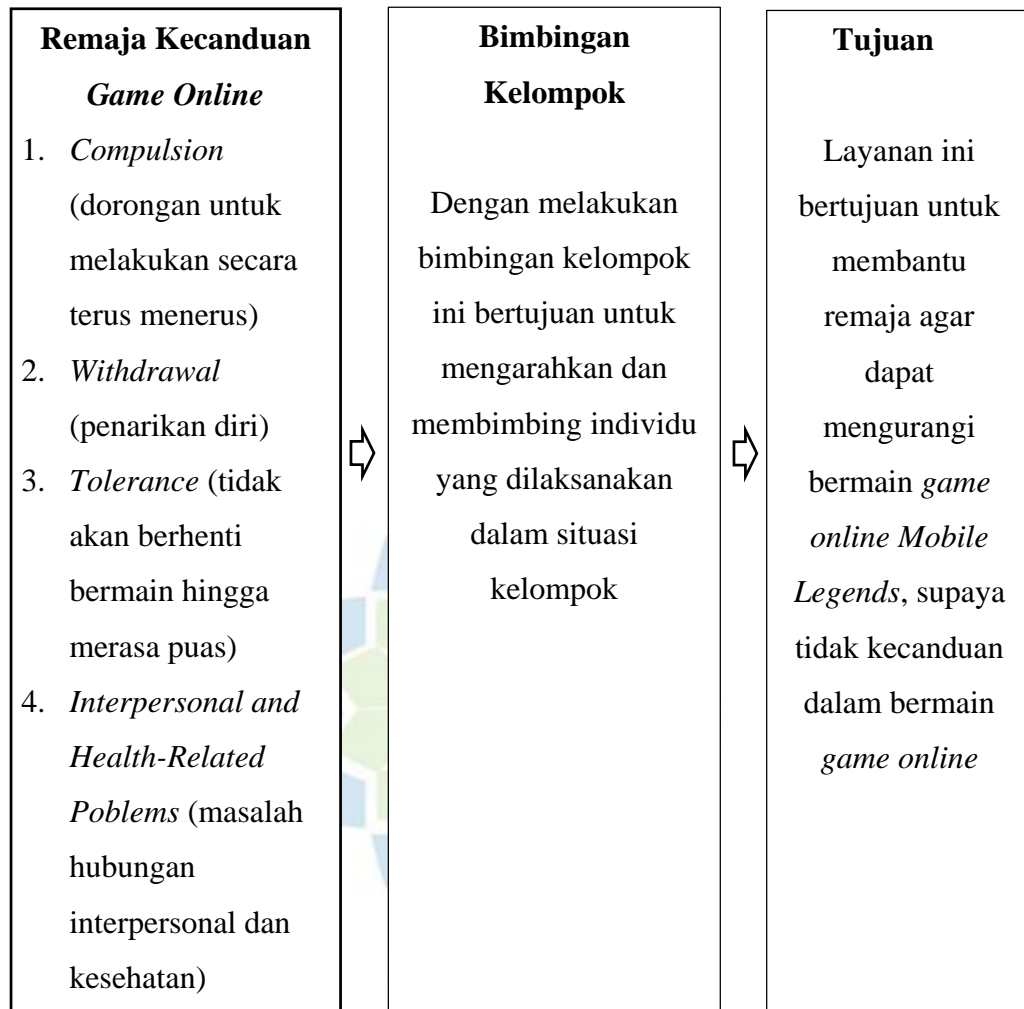 Remaja Kecanduan
Game Online
1. Compulsion
(dorongan untuk
melakukan secara
terus menerus)
2. Withdrawal
(penarikan diri)
3. Tolerance (tidak
akan berhenti
bermain hingga
merasa puas)
4. Interpersonal and
Health-Related
Poblems (masalah
hubungan
interpersonal dan
kesehatan)
Bimbingan
Kelompok
Dengan melakukan
bimbingan kelompok
ini bertujuan untuk
mengarahkan dan
membimbing individu
yang dilaksanakan
dalam situasi
kelompok
Tujuan
Layanan ini
bertujuan untuk
membantu
remaja agar
dapat
mengurangi
bermain game
online Mobile
Legends, supaya
tidak kecanduan
dalam bermain
game online